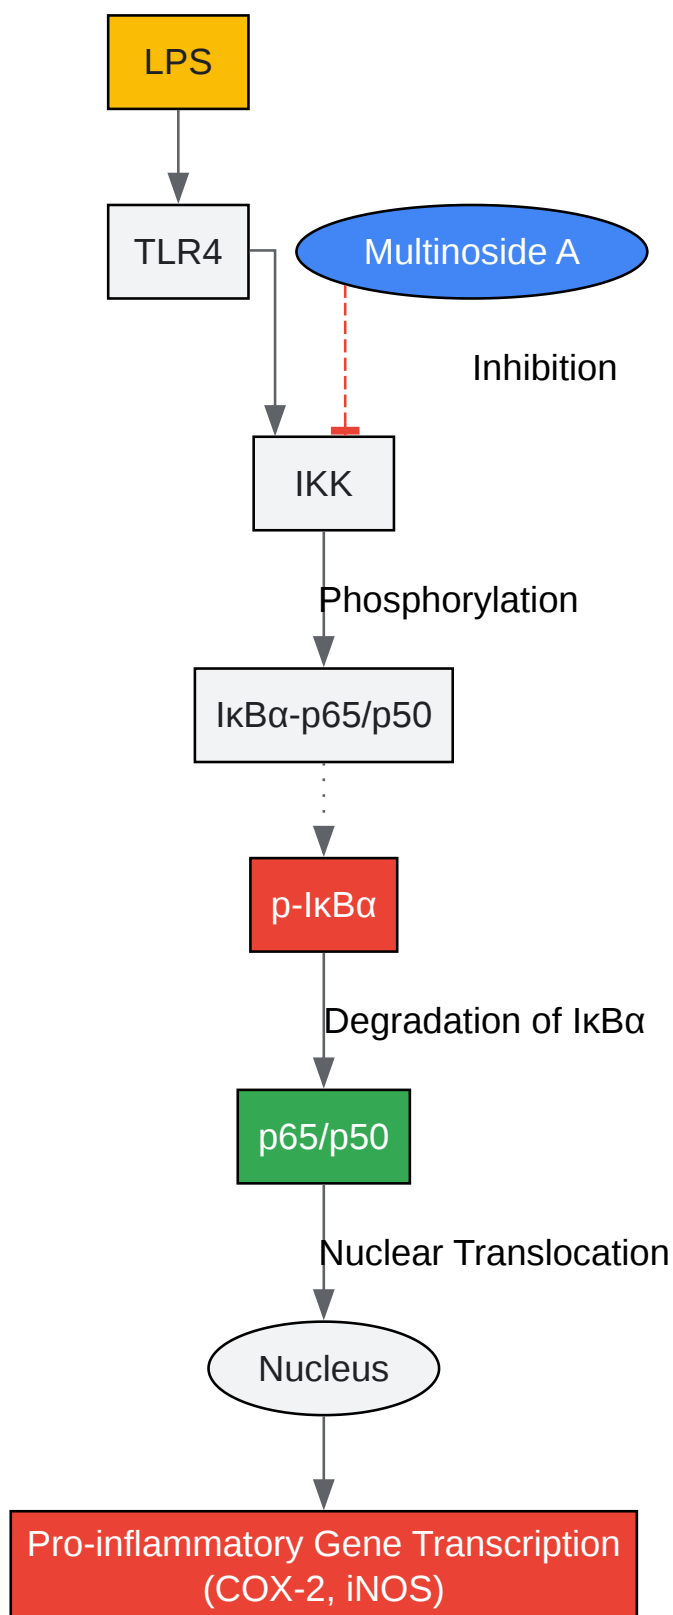 LPS
TLR4
Multinoside A
Inhibition
IKK
Phosphorylation
IκBα-p65/p50
p-IκBα
Degradation of IκBα
p65/p50
Nuclear Translocation
Nucleus
Pro-inflammatory Gene Transcription
(COX-2, iNOS)